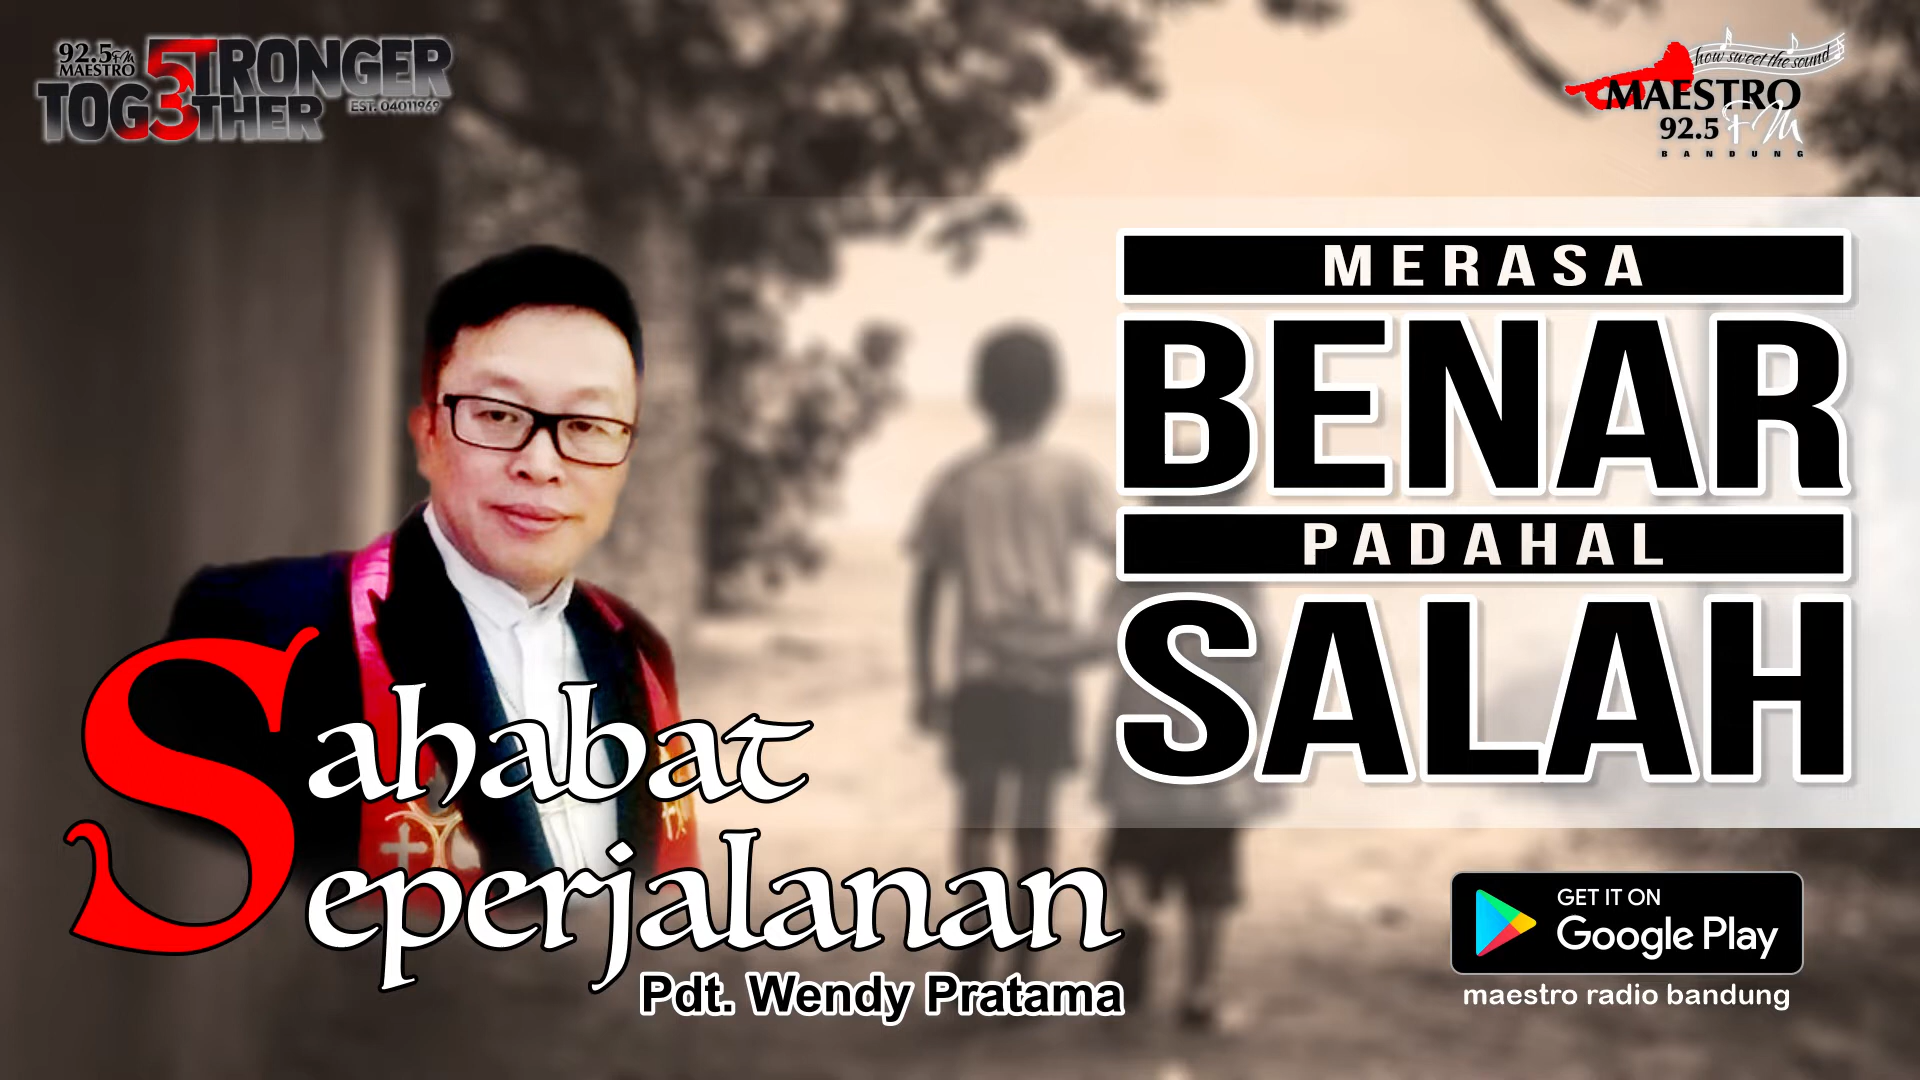 92.5 FM
MAESTRO
5TRONGER
TOG3THER
EST. 04011969
how sweet the sound
MAESTRO
92.5 FM
BANDUNG
MERASA
BENAR
PADAHAL
SALAH
Sahabat
Seperjalanan
Pdt. Wendy Pratama
GET IT ON
Google Play
maestro radio bandung